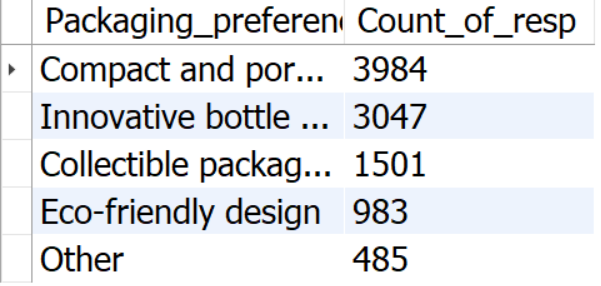 Packaging_preferen Count_of_resp
Compact and por... 3984
Innovative bottle ... 3047
Collectible packag... 1501
Eco-friendly design 983
Other 485